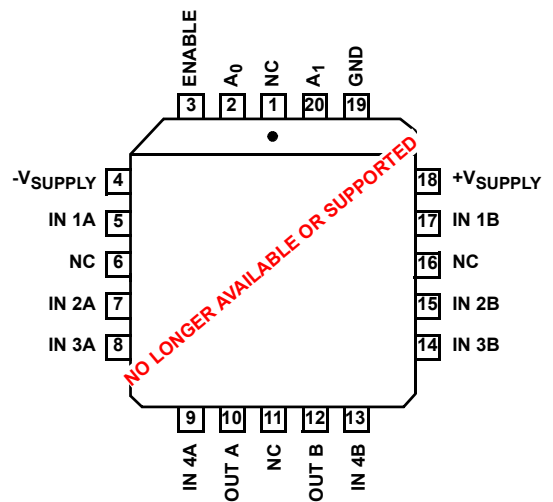 ENABLE
A0
NC
A1
GND
3
2
1
20
19
-VSUPPLY 4
18 +VSUPPLY
IN 1A 5
17 IN 1B
NC 6
16 NC
IN 2A 7
15 IN 2B
IN 3A 8
14 IN 3B
NO LONGER AVAILABLE OR SUPPORTED
9
10
11
12
13
IN 4A
OUT A
NC
OUT B
IN 4B